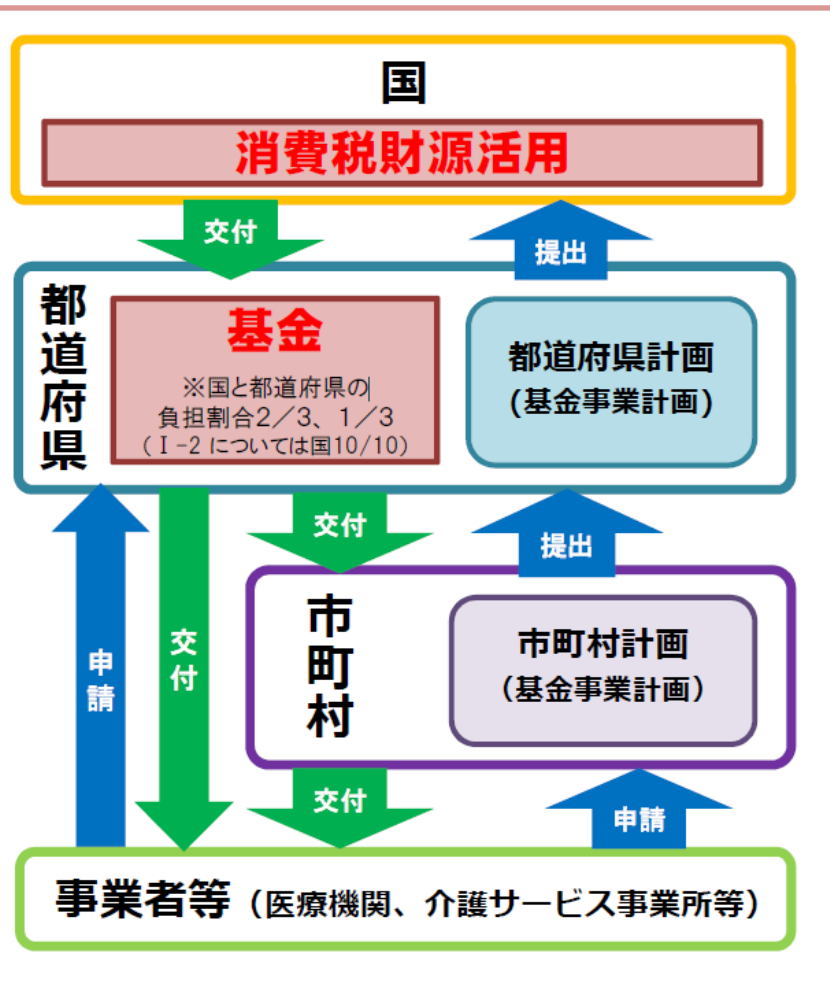 国
消費税財源活用
交付
提出
都道府県
基金
※国と都道府県の
負担割合2／3、1／3
(Ⅰ-2 については国10/10)
都道府県計画
(基金事業計画)
交付
提出
申請
交付
市町村
市町村計画
（基金事業計画）
交付
申請
事業者等（医療機関、介護サービス事業所等）